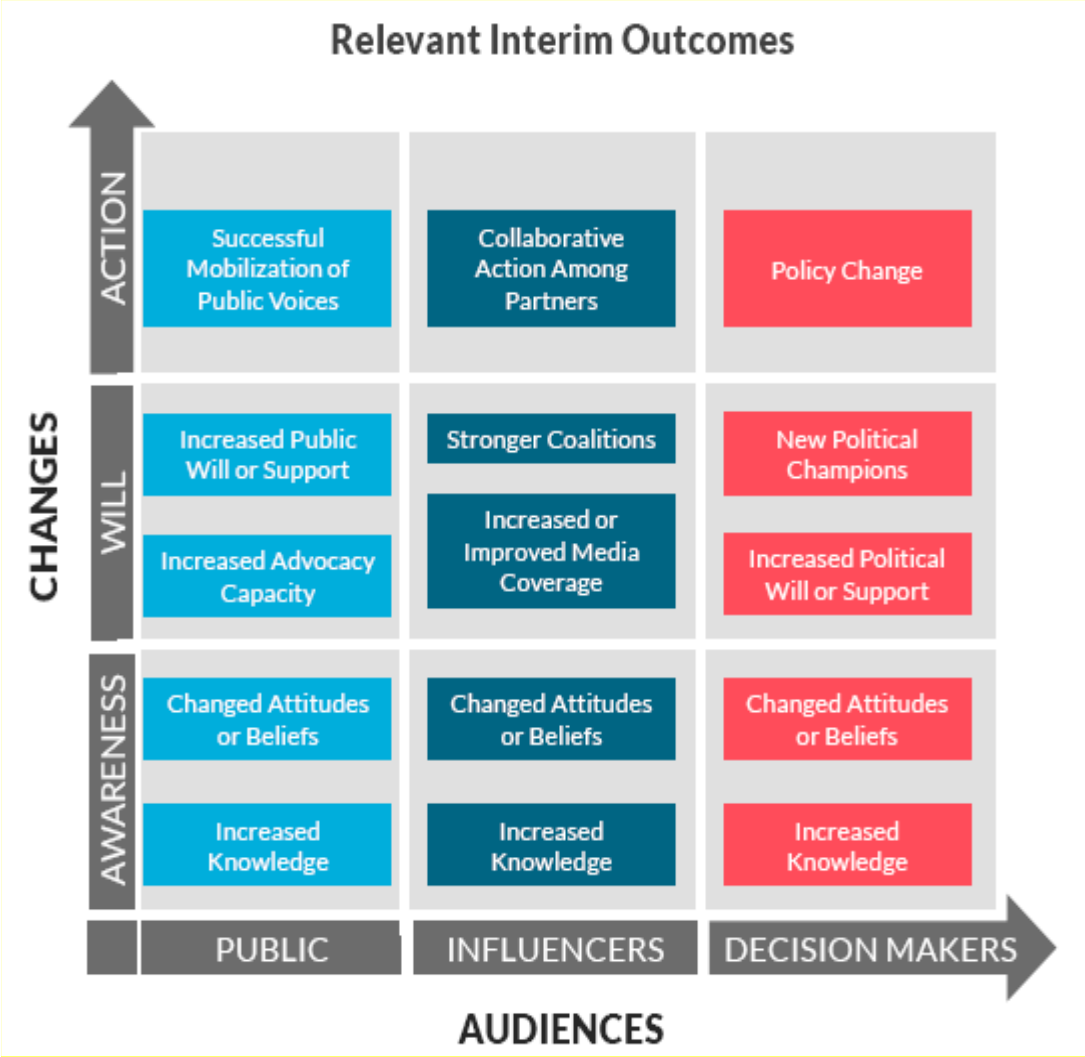 Relevant Interim Outcomes
CHANGES
ACTION
Successful
Mobilization of
Public Voices
Collaborative
Action Among
Partners
Policy Change
WILL
Increased Public
Will or Support
Increased Advocacy
Capacity
Stronger Coalitions
Increased or
Improved Media
Coverage
New Political
Champions
Increased Political
Will or Support
AWARENESS
Changed Attitudes
or Beliefs
Increased
Knowledge
Changed Attitudes
or Beliefs
Increased
Knowledge
Changed Attitudes
or Beliefs
Increased
Knowledge
PUBLIC
INFLUENCERS
DECISION MAKERS
AUDIENCES